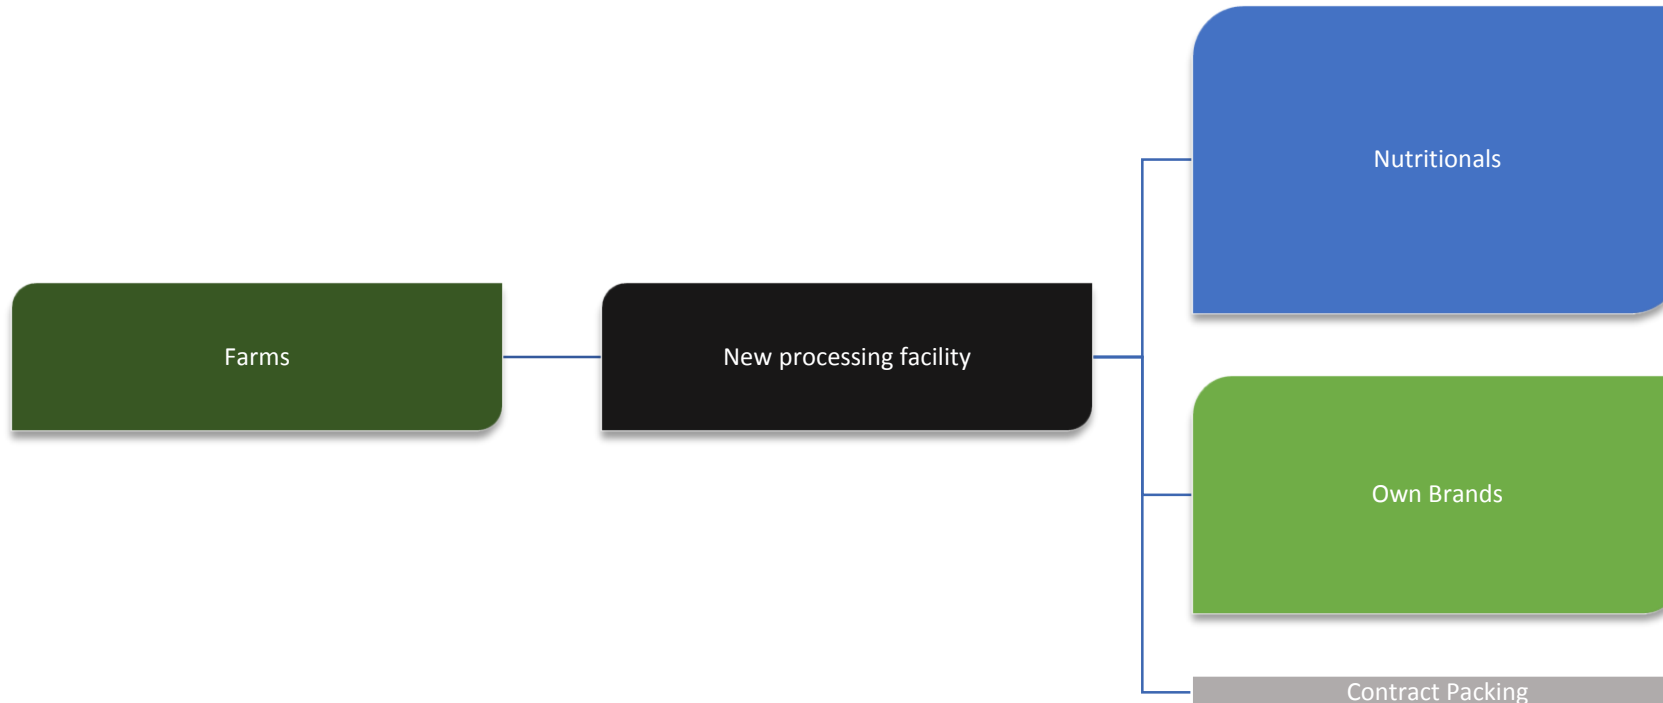 Nutritionals
Farms
New processing facility
Own Brands
Contract Packing